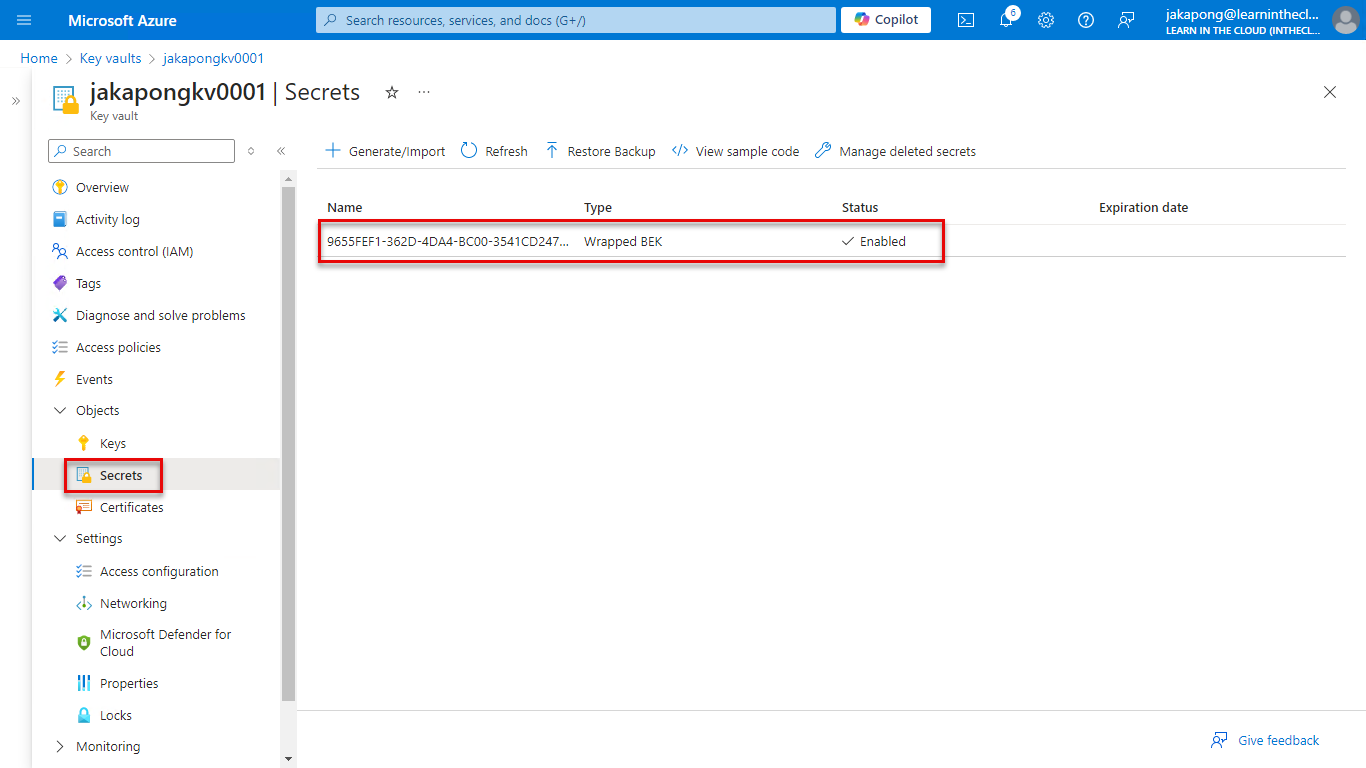 Microsoft Azure
Search resources, services, and docs (G+/)
Copilot
6
jakapong@learninthecl...
LEARN IN THE CLOUD (INTHECL...
Home > Key vaults > jakapongkv0001
jakapongkv0001 | Secrets
Key vault
Search
Generate/Import
Refresh
Restore Backup
View sample code
Manage deleted secrets
Overview
Activity log
Access control (IAM)
Tags
Diagnose and solve problems
Access policies
Events
Objects
Keys
Secrets
Certificates
Settings
Access configuration
Networking
Microsoft Defender for
Cloud
Properties
Locks
Monitoring
Name Type Status Expiration date
9655FEF1-362D-4DA4-BC00-3541CD247... Wrapped BEK Enabled
Give feedback